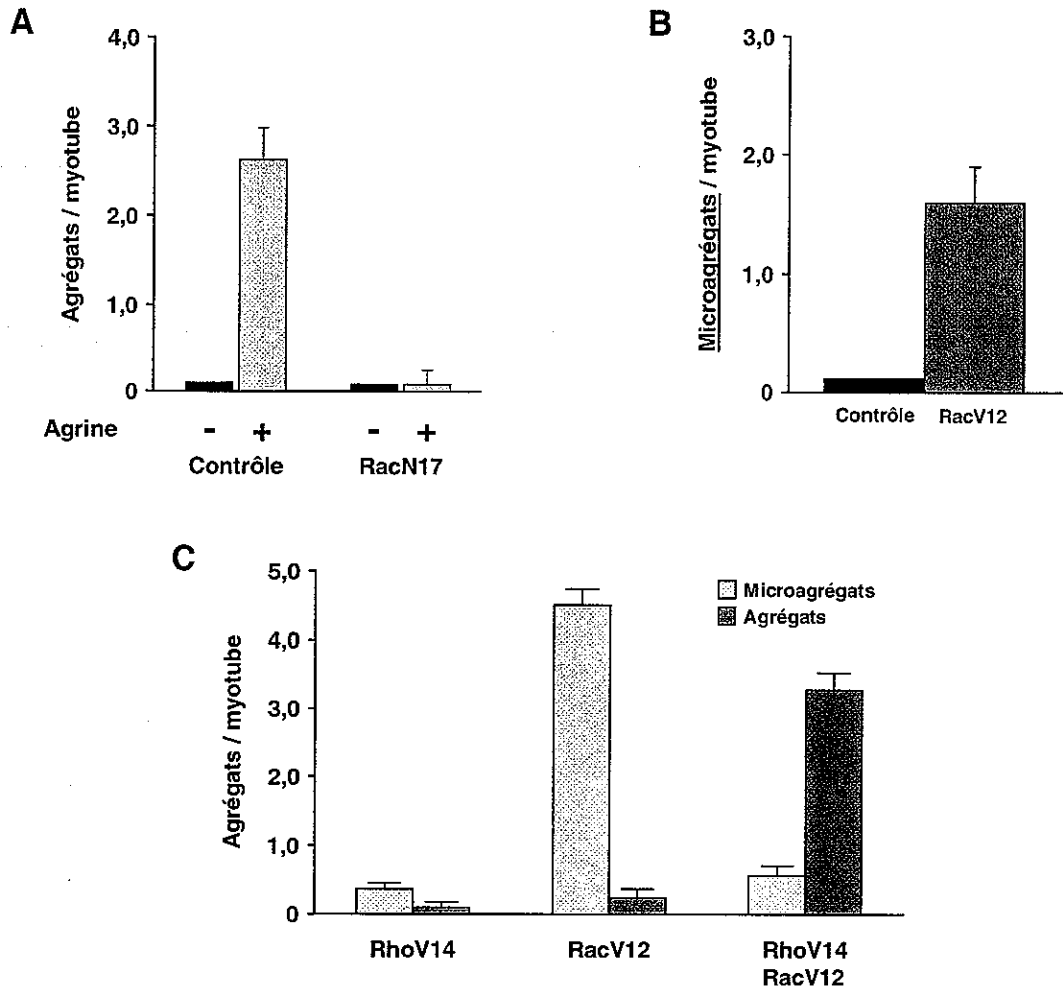 A
4,0
3,0
2,0
1,0
0
Agrégats / myotube
Agrine
- + - +
Contrôle RacN17
B
3,0
2,0
1,0
0
Microagrégats / myotube
Contrôle RacV12
C
5,0
4,0
3,0
2,0
1,0
0
Agrégats / myotube
Microagrégats
Agrégats
RhoV14 RacV12 RhoV14
RacV12